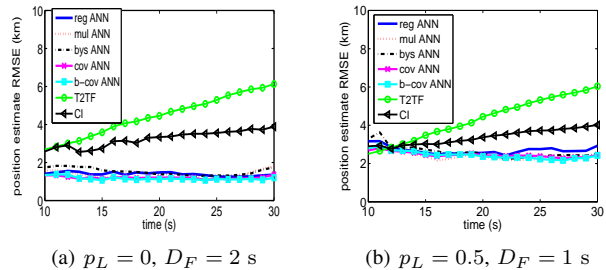 position estimate RMSE (km)
10
8
6
4
2
0
reg ANN
mul ANN
bys ANN
cov ANN
b-cov ANN
T2TF
CI
10 15 20 25 30
time (s)
(a) p_L = 0, D_F = 2 s
position estimate RMSE (km)
10
8
6
4
2
0
reg ANN
mul ANN
bys ANN
cov ANN
b-cov ANN
T2TF
CI
10 15 20 25 30
time (s)
(b) p_L = 0.5, D_F = 1 s